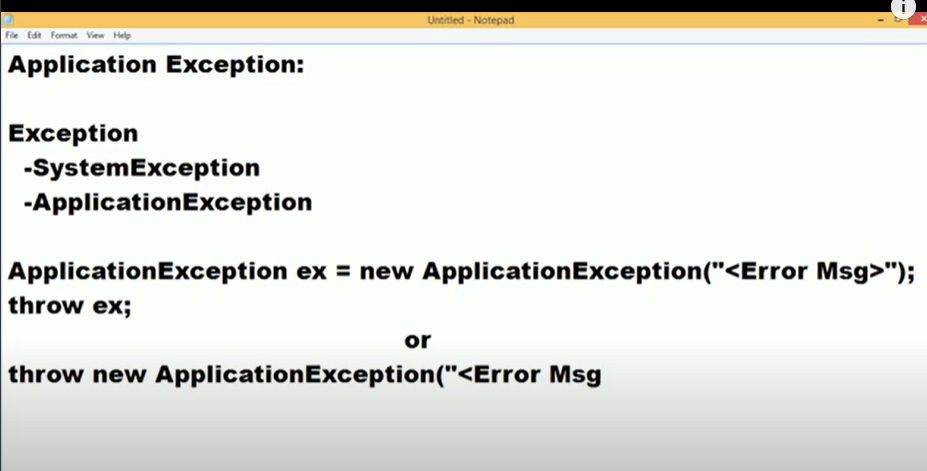 Untitled - Notepad
File Edit Format View Help
Application Exception:
Exception
-SystemException
-ApplicationException
ApplicationException ex = new ApplicationException("<Error Msg>");
throw ex;
or
throw new ApplicationException("<Error Msg